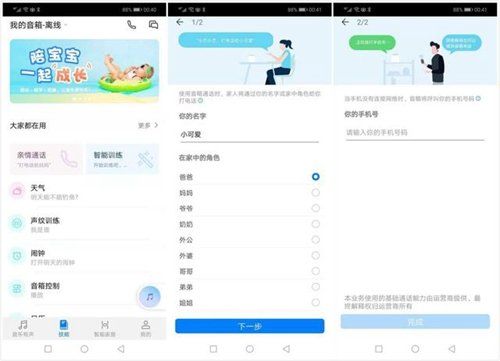 88% 00:40
我的音箱-离线
陪宝宝
一起成长
大家都在用
更多
亲情通话
"打电话给妈妈"
智能训练
天气
明天能不能钓鱼?
声纹训练
我是谁
闹钟
打开明天的闹钟
音箱控制
播放
音乐有声
技能
智能家居
我的
88% 00:41
1/2
使用音箱通话时,家人将通过你的名字或家中角色给你
打电话
你的名字
小可爱
在家中的角色
爸爸
妈妈
爷爷
奶奶
外公
外婆
哥哥
弟弟
姐姐
下一步
88% 00:41
2/2
当手机没有连接网络时,音箱将呼叫你的手机号码
你的手机号
请输入你的手机号码
本业务使用的基础通话能力由运营商提供,最
终解释权归运营商所有
完成